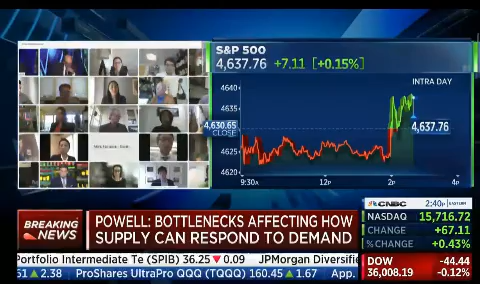 S&P 500
4,637.76 +7.11 [+0.15%]
INTRA DAY
4640
4635
4,630.65
CLOSE
4,637.76
4625
4620
9:30A 12P 2P 4P
CNBC 2:40P EASTERN
NASDAQ 15,716.72
CHANGE +67.11
% CHANGE +0.43%
DOW -44.44
36,008.19 -0.12%
BREAKING
NEWS
POWELL: BOTTLENECKS AFFECTING HOW
SUPPLY CAN RESPOND TO DEMAND
Portfolio Intermediate Te (SPIB) 36.25 ▼ 0.09 JPMorgan Diversifie
51 ▲ 2.38 ProShares UltraPro QQQ (TQQQ) 160.45 ▲ 1.67 App.